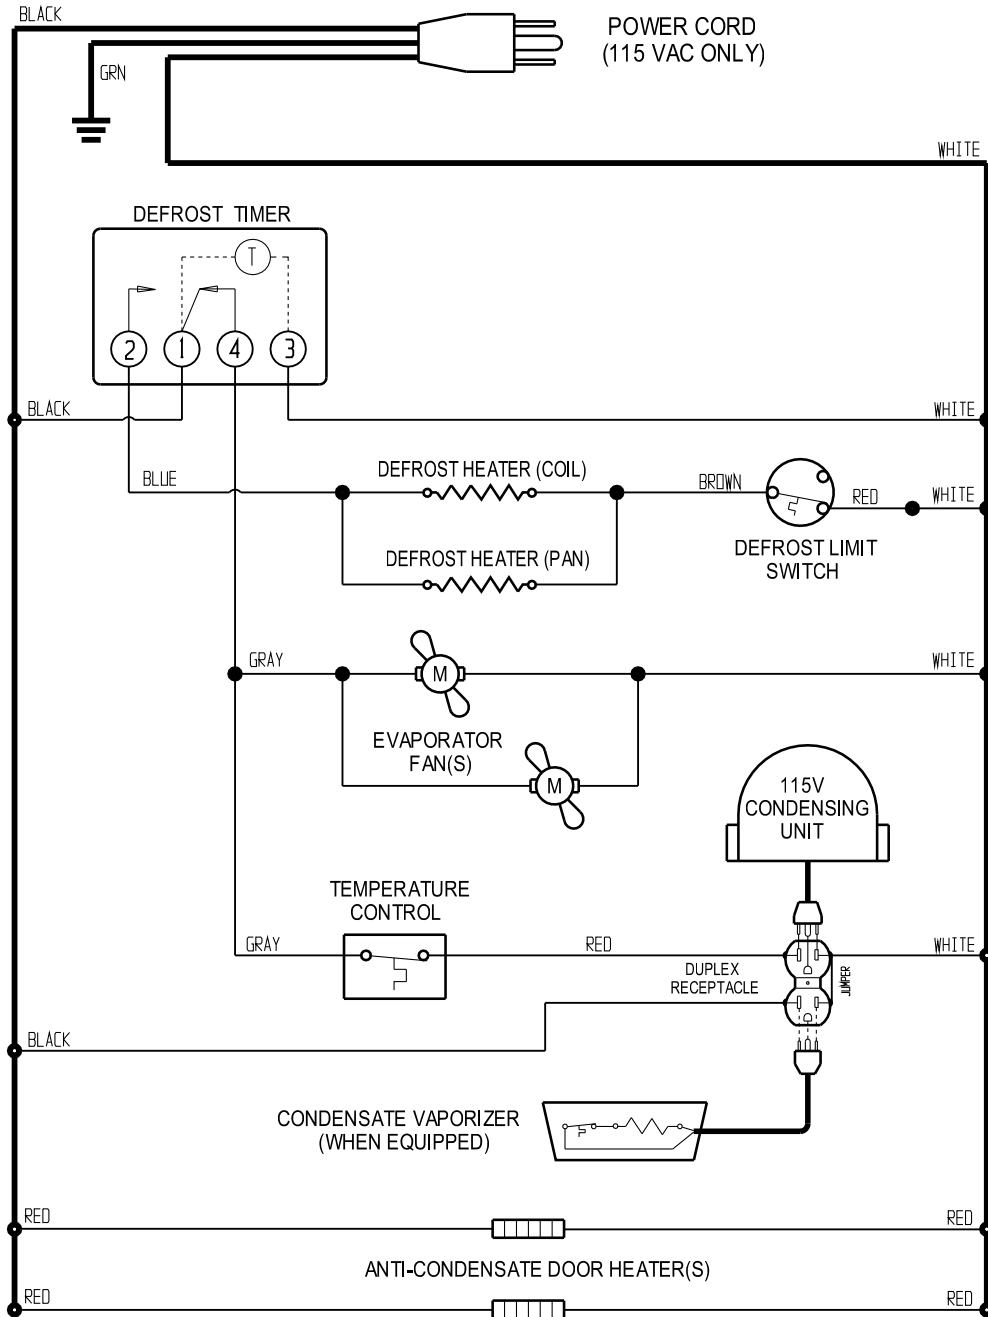 BLACK
POWER CORD
(115 VAC ONLY)
GRN
WHITE
DEFROST TIMER
T
2 1 4 3
BLACK
WHITE
DEFROST HEATER (COIL)
BLUE
BROWN
RED
WHITE
DEFROST HEATER (PAN)
DEFROST LIMIT
SWITCH
GRAY
M
WHITE
EVAPORATOR
FAN(S)
M
115V
CONDENSING
UNIT
TEMPERATURE
CONTROL
GRAY
RED
WHITE
DUPLEX
RECEPTACLE
JUMPER
BLACK
CONDENSATE VAPORIZER
(WHEN EQUIPPED)
RED
RED
ANTI-CONDENSATE DOOR HEATER(S)
RED
RED